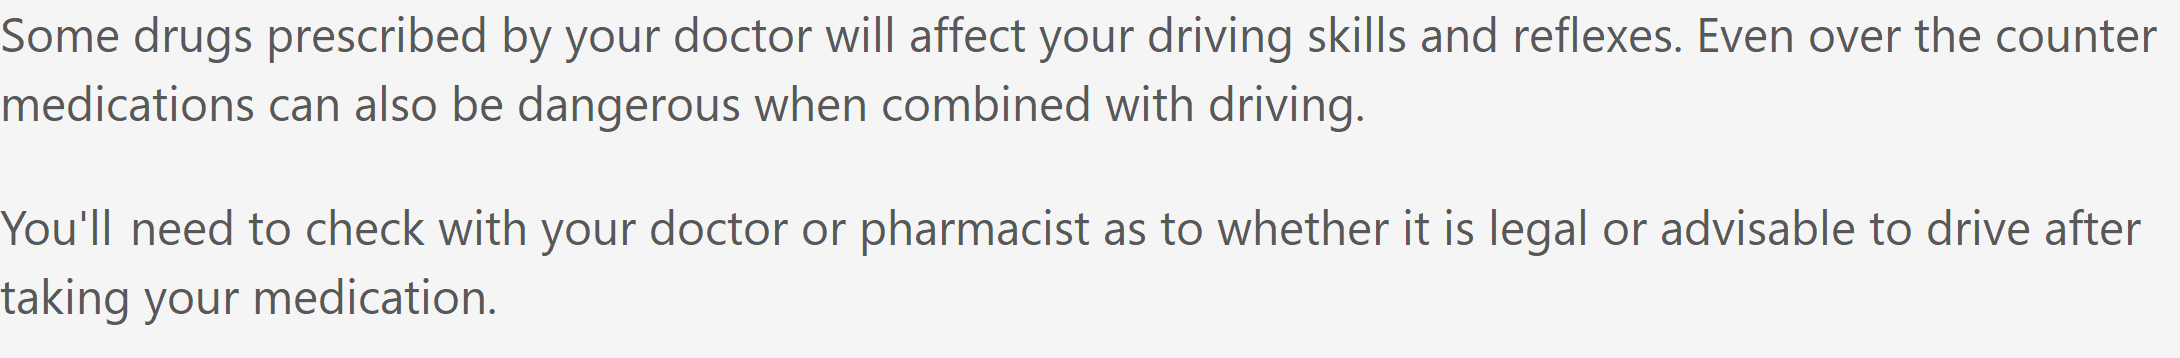 Some drugs prescribed by your doctor will affect your driving skills and reflexes. Even over the counter
medications can also be dangerous when combined with driving.
You'll need to check with your doctor or pharmacist as to whether it is legal or advisable to drive after
taking your medication.